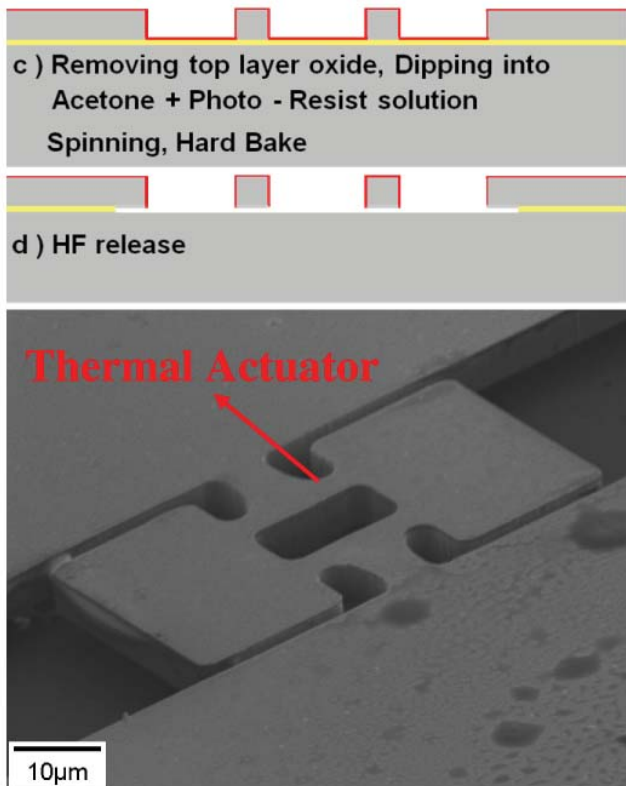 c ) Removing top layer oxide, Dipping into
Acetone + Photo - Resist solution
Spinning, Hard Bake
d ) HF release
Thermal Actuator
10µm